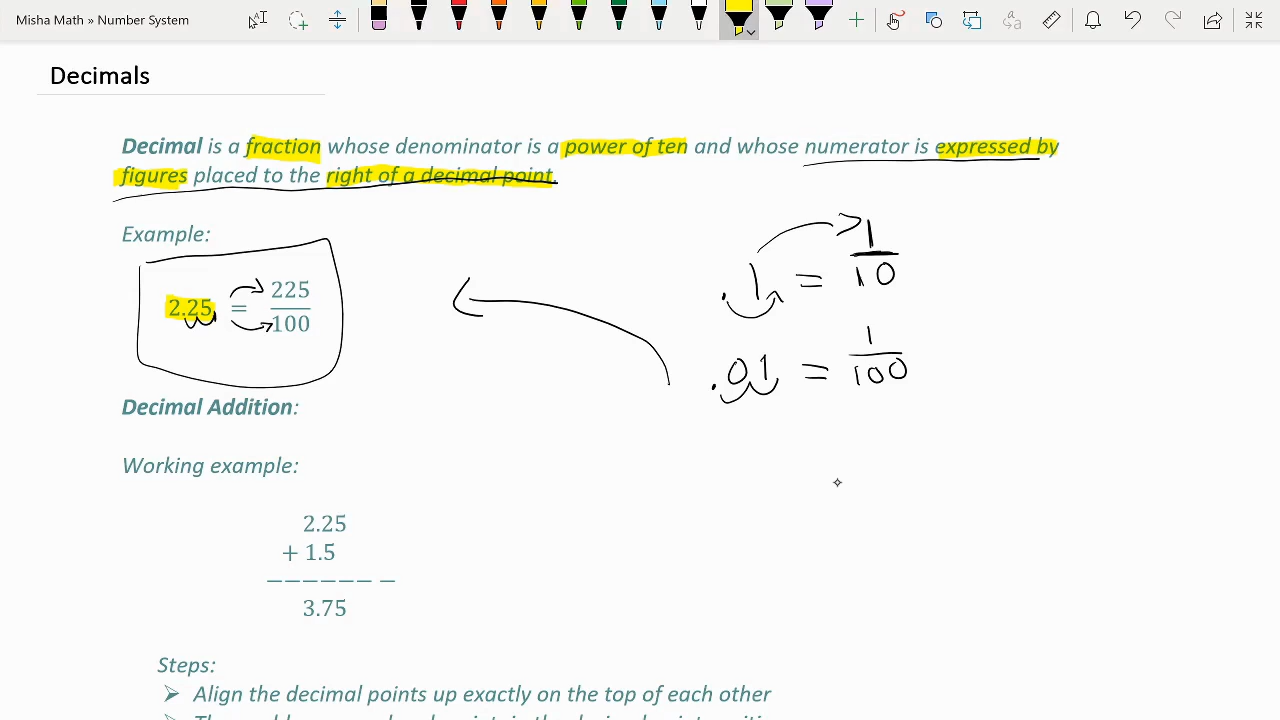 Misha Math » Number System
Decimals
Decimal is a fraction whose denominator is a power of ten and whose numerator is expressed by
figures placed to the right of a decimal point.
Example:
2.25 = 225/100
.1 = 1/10
.01 = 1/100
Decimal Addition:
Working example:
2.25
+ 1.5
−−−−−− −
3.75
Steps:
➢ Align the decimal points up exactly on the top of each other